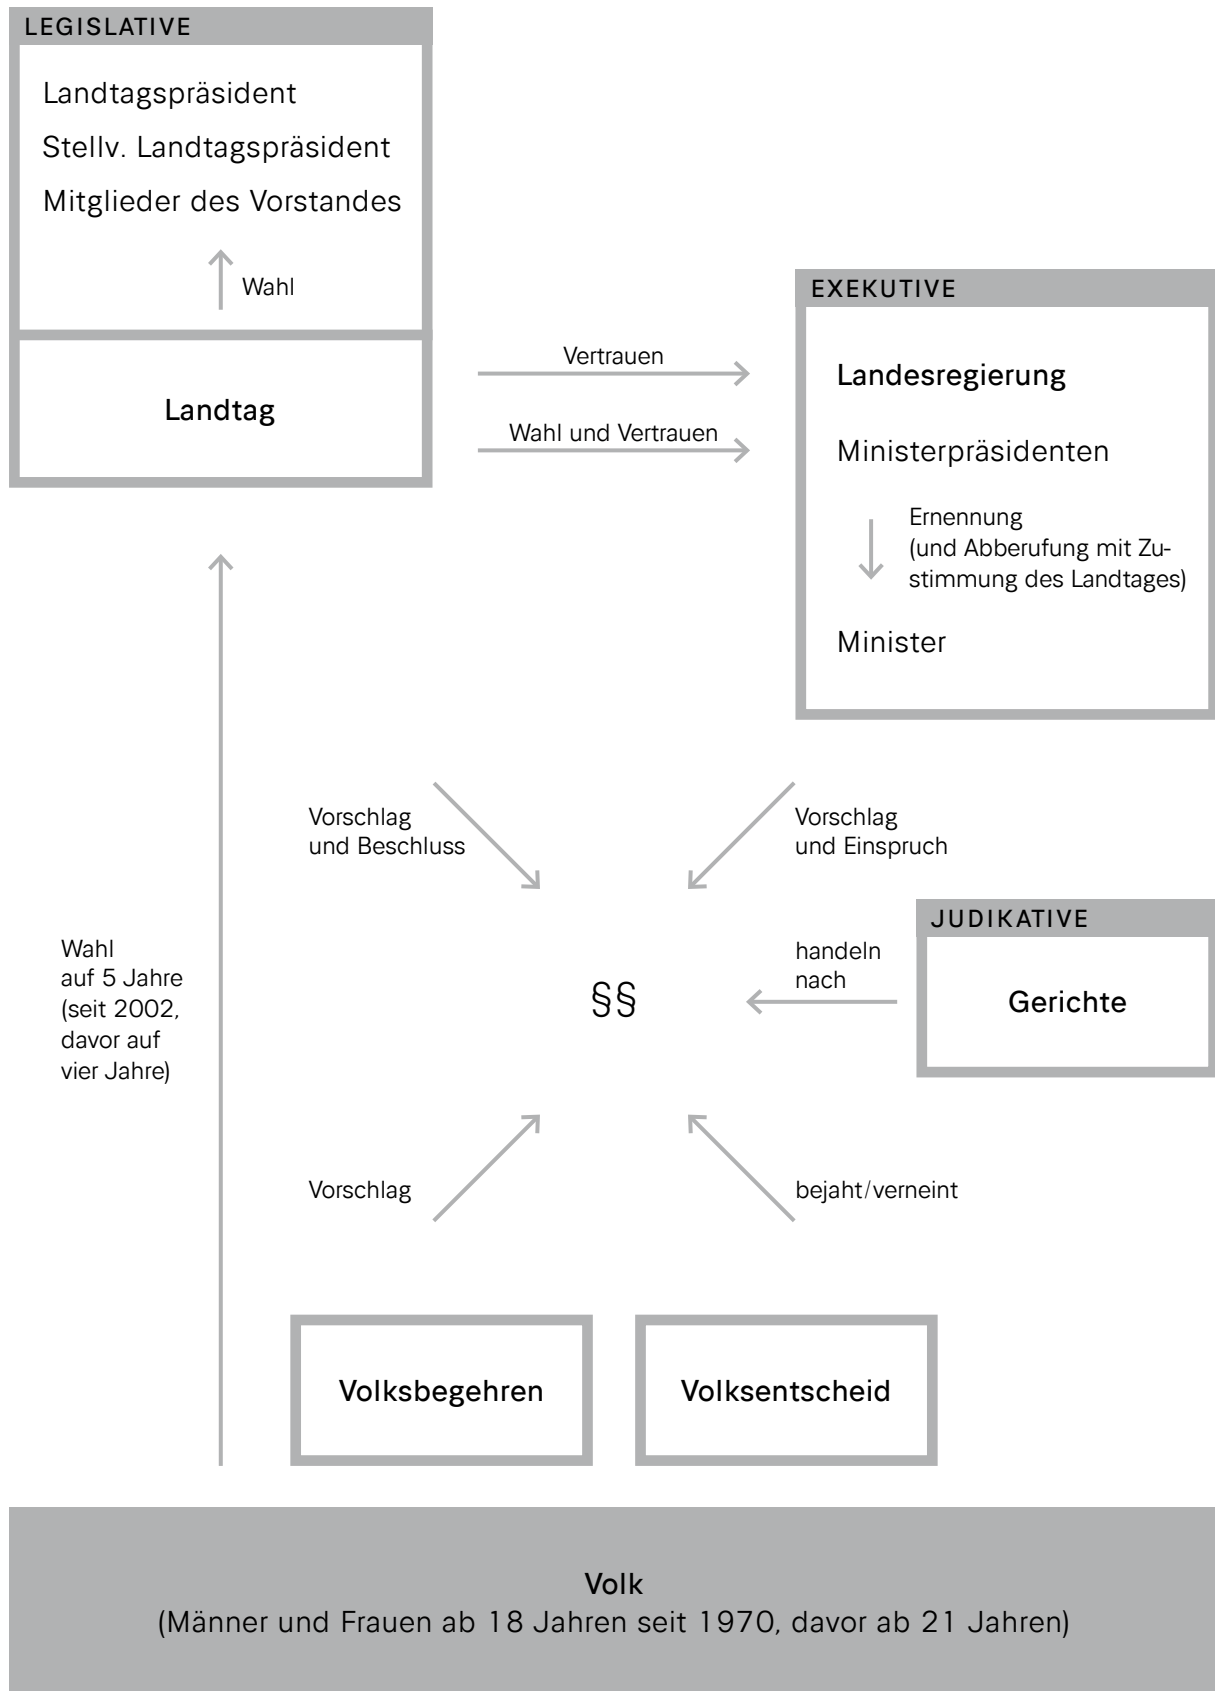 LEGISLATIVE
Landtagspräsident
Stellv. Landtagspräsident
Mitglieder des Vorstandes
Wahl
Landtag
Vertrauen
Wahl und Vertrauen
EXEKUTIVE
Landesregierung
Ministerpräsidenten
Ernennung
(und Abberufung mit Zu-
stimmung des Landtages)
Minister
Vorschlag
und Beschluss
Vorschlag
und Einspruch
JUDIKATIVE
Gerichte
handeln
nach
§§
Wahl
auf 5 Jahre
(seit 2002,
davor auf
vier Jahre)
Vorschlag
bejaht/verneint
Volksbegehren
Volksentscheid
Volk
(Männer und Frauen ab 18 Jahren seit 1970, davor ab 21 Jahren)